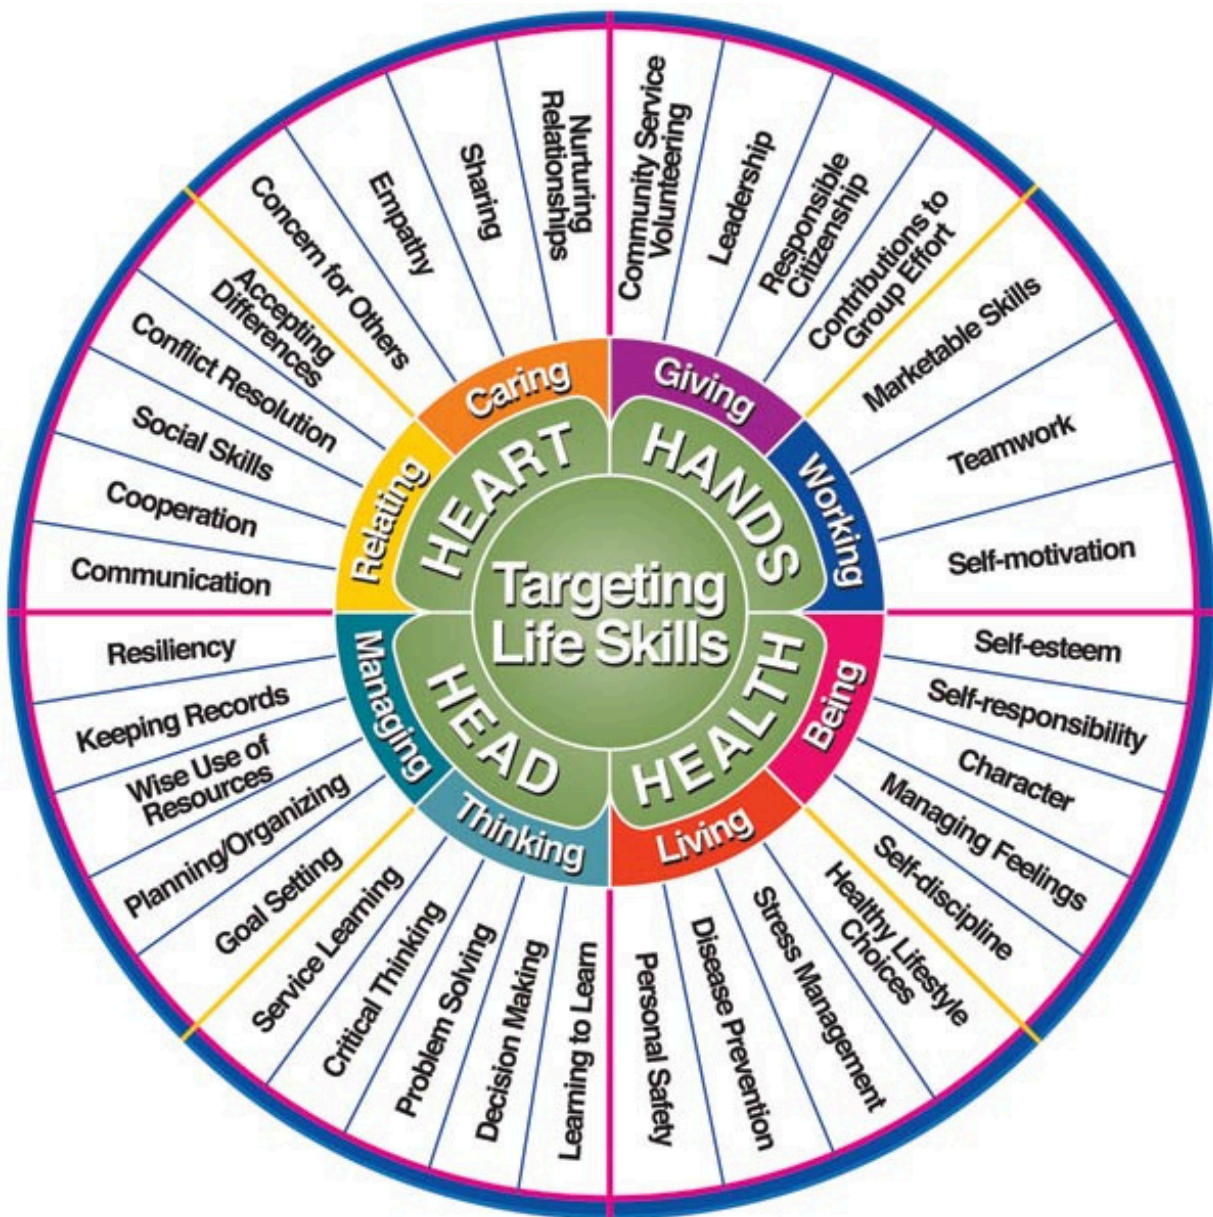 Targeting
Life Skills
HEART
HANDS
HEALTH
HEAD
Caring
Giving
Working
Being
Living
Thinking
Managing
Relating
Community Service
Volunteering
Leadership
Responsible
Citizenship
Contributions to
Group Effort
Marketable Skills
Teamwork
Self-motivation
Self-esteem
Self-responsibility
Character
Managing Feelings
Self-discipline
Healthy Lifestyle
Choices
Stress Management
Disease Prevention
Personal Safety
Learning to Learn
Decision Making
Problem Solving
Critical Thinking
Service Learning
Goal Setting
Planning/Organizing
Wise Use of
Resources
Keeping Records
Resiliency
Communication
Cooperation
Social Skills
Conflict Resolution
Accepting
Differences
Concern for Others
Empathy
Sharing
Nurturing
Relationships